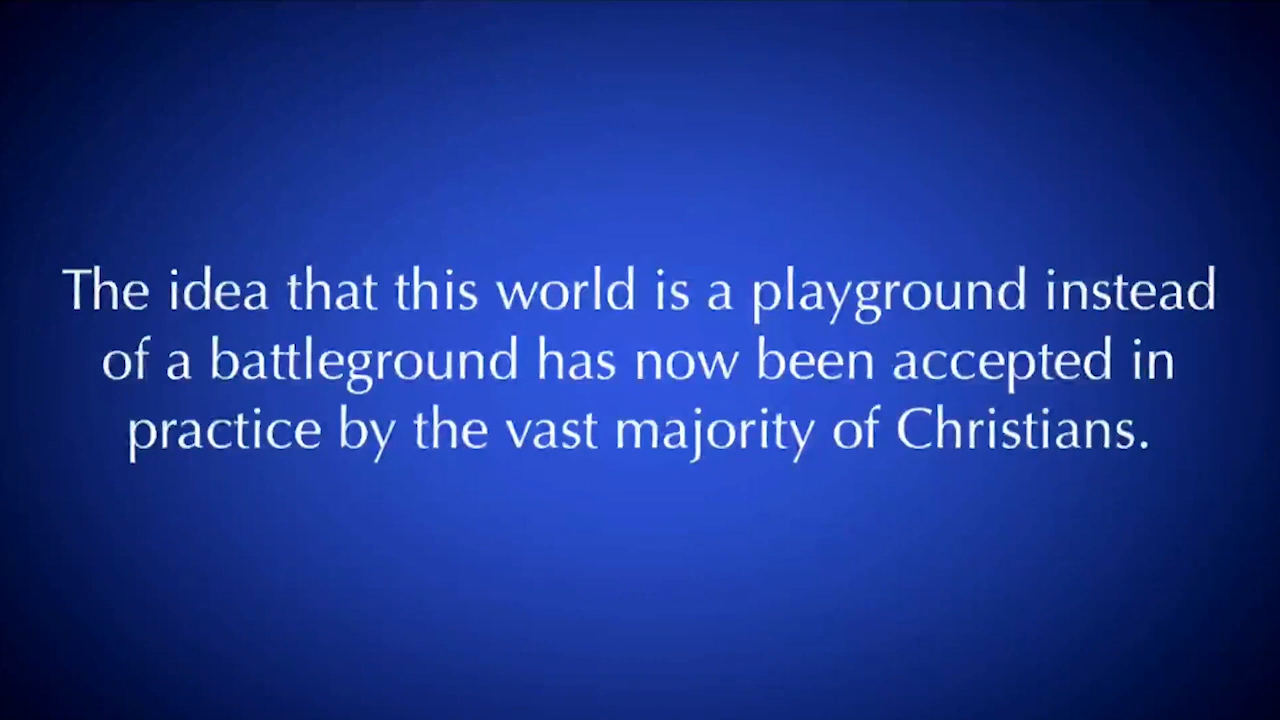 The idea that this world is a playground instead
of a battleground has now been accepted in
practice by the vast majority of Christians.